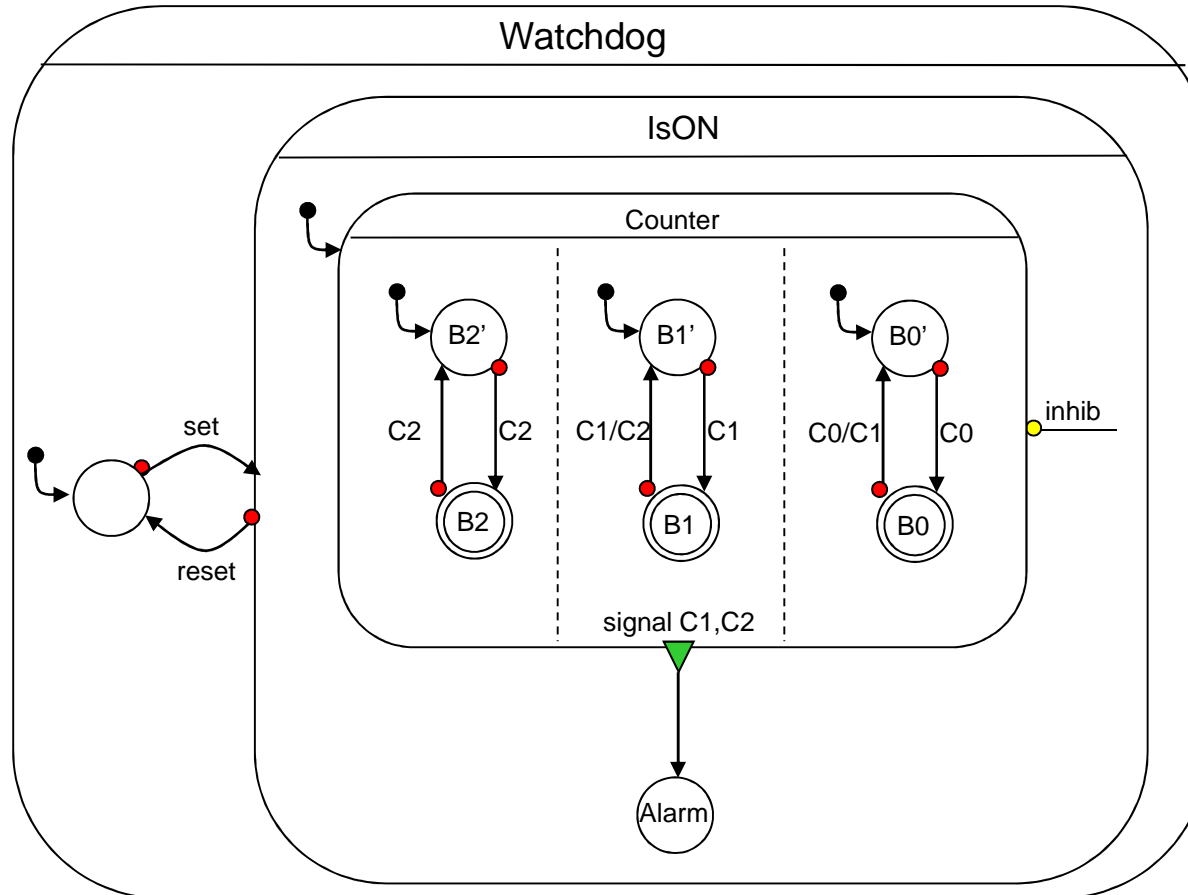 Watchdog
IsON
Counter
B2’
B1’
B0’
set
C2
C2
C1/C2
C1
C0/C1
C0
inhib
B2
B1
B0
reset
signal C1,C2
Alarm